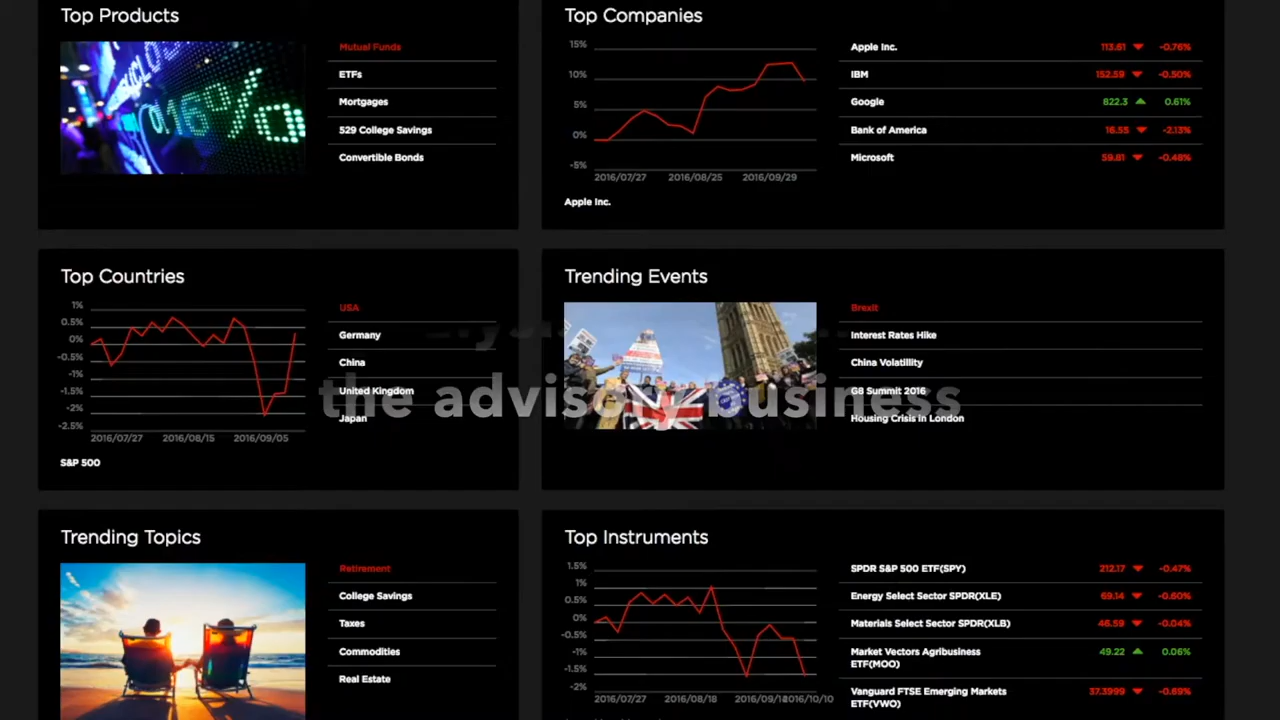 Top Products
Mutual Funds
ETFs
Mortgages
529 College Savings
Convertible Bonds
0.16%
Top Companies
15%
10%
5%
0%
-5%
2016/07/27 2016/08/25 2016/09/29
Apple Inc.
Apple Inc. 113.61 -0.76%
IBM 152.59 -0.50%
Google 822.3 0.61%
Bank of America 16.55 -2.13%
Microsoft 59.81 -0.48%
Top Countries
1%
0.5%
0%
-0.5%
-1%
-1.5%
-2%
-2.5%
2016/07/27 2016/08/15 2016/09/05
S&P 500
USA
Germany
China
United Kingdom
Japan
Trending Events
Brexit
Interest Rates Hike
China Volatility
G8 Summit 2016
Housing Crisis in London
the advisory business
Trending Topics
Retirement
College Savings
Taxes
Commodities
Real Estate
Top Instruments
1.5%
1%
0.5%
0%
-0.5%
-1%
-1.5%
-2%
2016/07/27 2016/08/18 2016/09/1 2016/10/10
SPDR S&P 500 ETF(SPY) 212.17 -0.47%
Energy Select Sector SPDR(XLE) 69.14 -0.60%
Materials Select Sector SPDR(XLB) 46.59 -0.04%
Market Vectors Agribusiness
ETF(MOO) 49.22 0.06%
Vanguard FTSE Emerging Markets
ETF(VWO) 37.3999 -0.69%